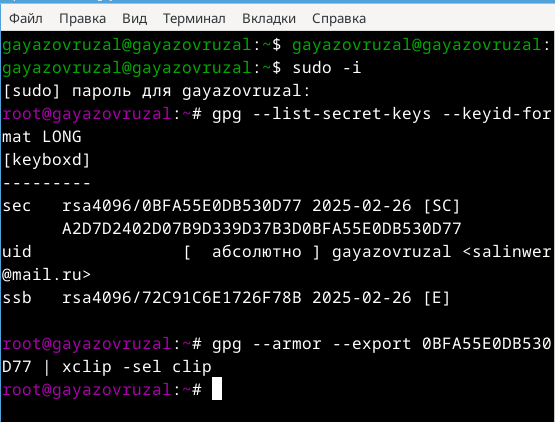 Файл Правка Вид Терминал Вкладки Справка
gayazovruzal@gayazovruzal:~$ gayazovruzal@gayazovruzal:
gayazovruzal@gayazovruzal:~$ sudo -i
[sudo] пароль для gayazovruzal:
root@gayazovruzal:~# gpg --list-secret-keys --keyid-for
mat LONG
[keyboxd]
---------
sec   rsa4096/0BFA55E0DB530D77 2025-02-26 [SC]
      A2D7D2402D07B9D339D37B3D0BFA55E0DB530D77
uid            [  абсолютно ] gayazovruzal <salinwer
@mail.ru>
ssb   rsa4096/72C91C6E1726F78B 2025-02-26 [E]
root@gayazovruzal:~# gpg --armor --export 0BFA55E0DB530
D77 | xclip -sel clip
root@gayazovruzal:~#